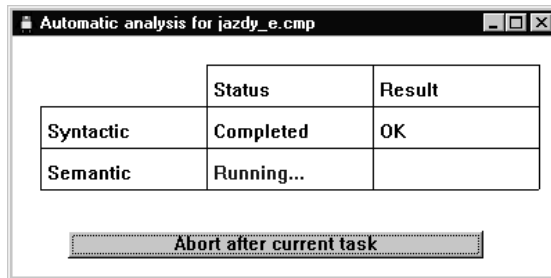 Automatic analysis for jazdy_e.cmp
Status Result
Syntactic Completed OK
Semantic Running...
Abort after current task